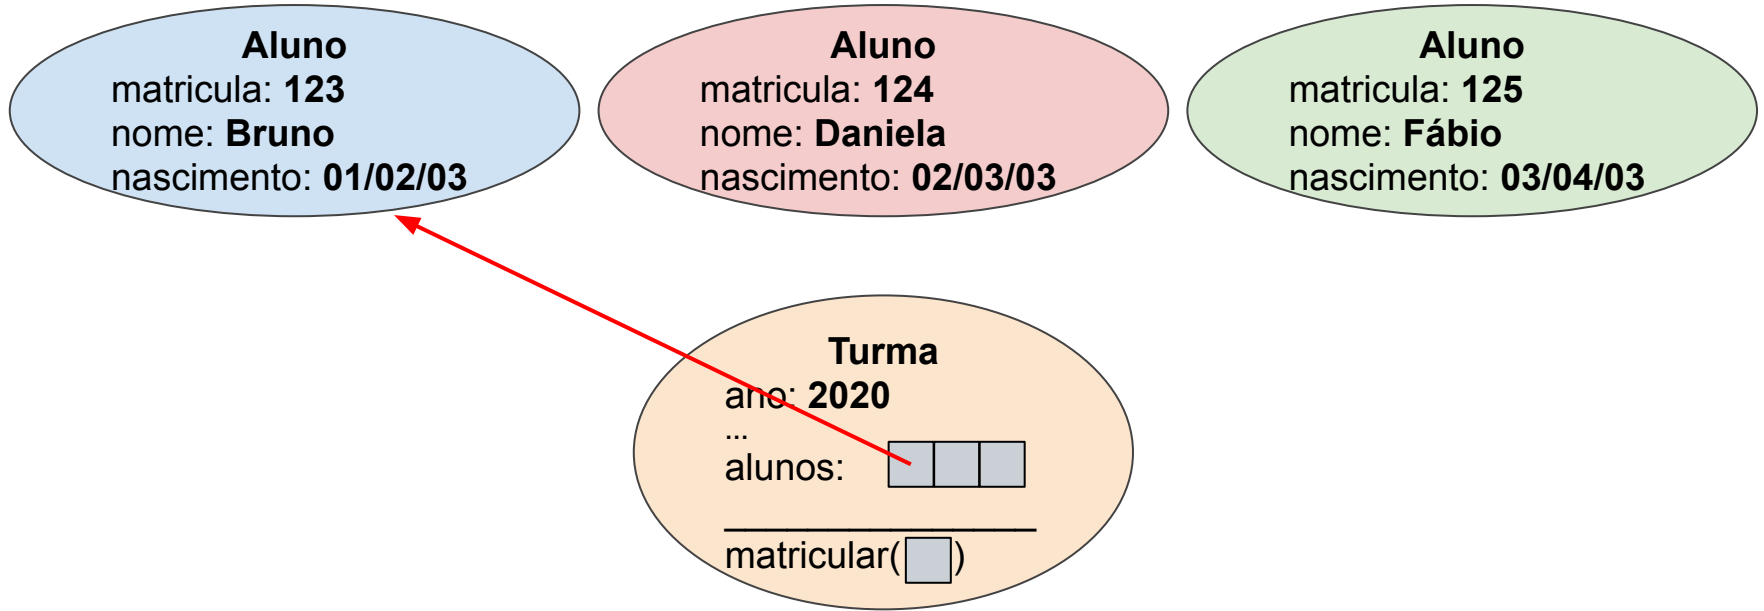 Aluno
matricula: 123
nome: Bruno
nascimento: 01/02/03
Aluno
matricula: 124
nome: Daniela
nascimento: 02/03/03
Aluno
matricula: 125
nome: Fábio
nascimento: 03/04/03
Turma
ano: 2020
...
alunos:
matricular( )